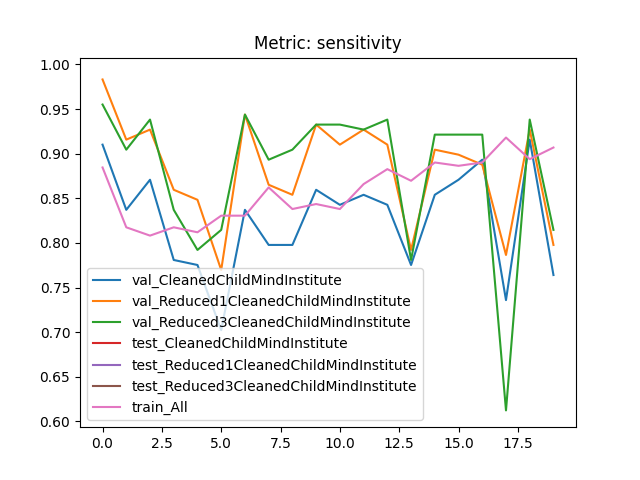 Metric: sensitivity
1.00
0.95
0.90
0.85
0.80
0.75
0.70
0.65
0.60
val_CleanedChildMindInstitute
val_Reduced1CleanedChildMindInstitute
val_Reduced3CleanedChildMindInstitute
test_CleanedChildMindInstitute
test_Reduced1CleanedChildMindInstitute
test_Reduced3CleanedChildMindInstitute
train_All
0.0 2.5 5.0 7.5 10.0 12.5 15.0 17.5